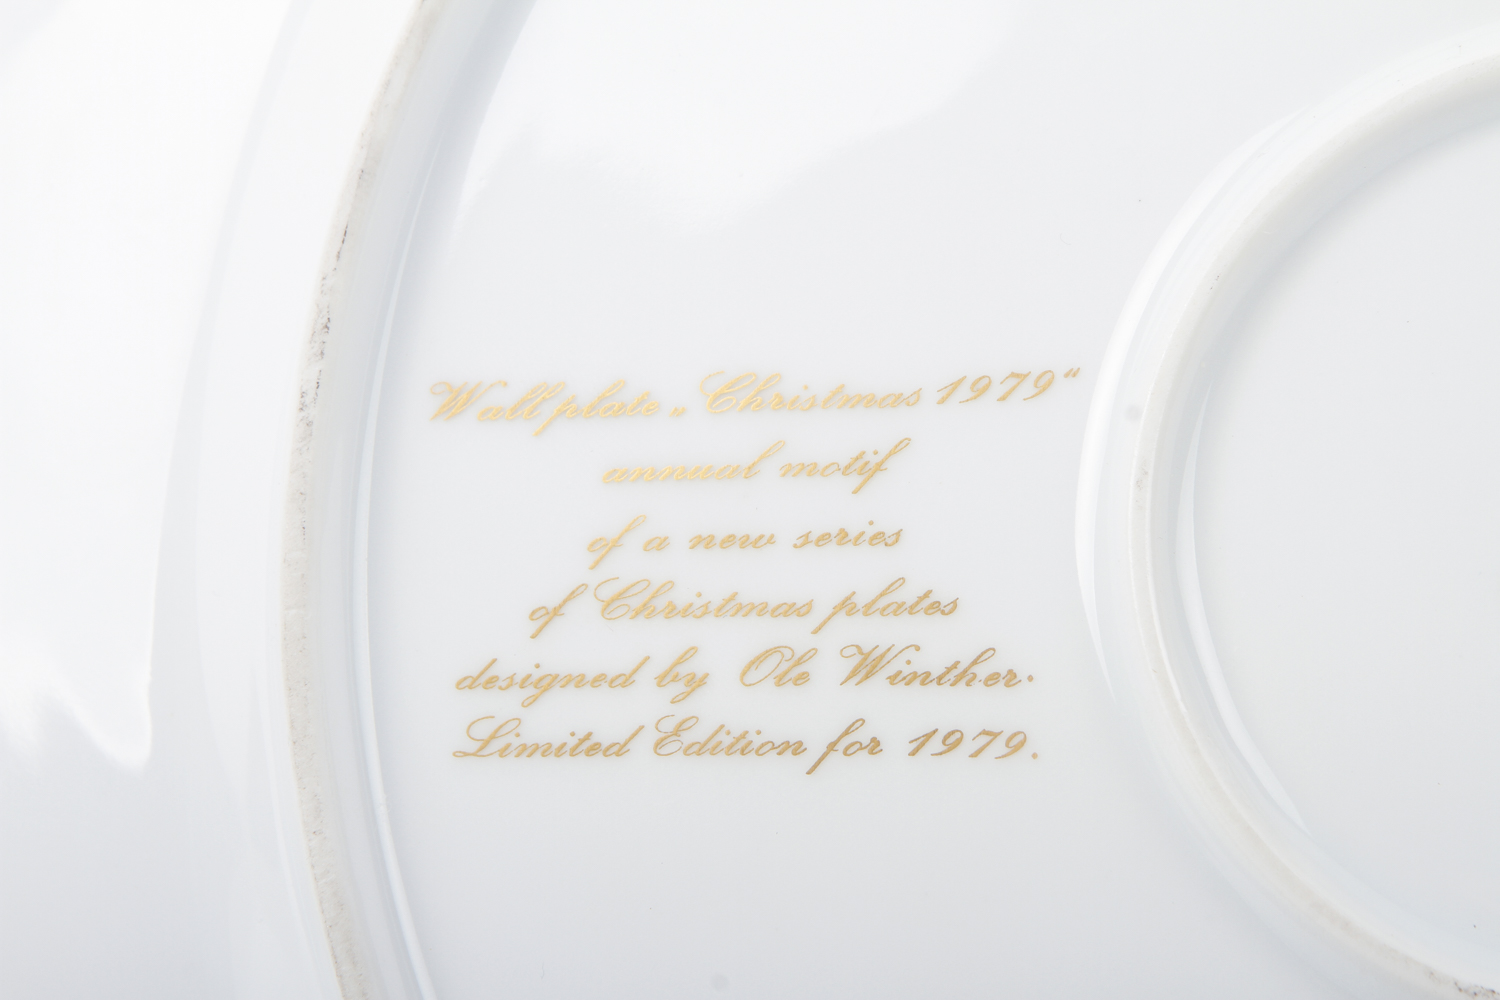 Wall plate „Christmas 1979“
annual motif
of a new series
of Christmas plates
designed by Ole Winther.
Limited Edition for 1979.